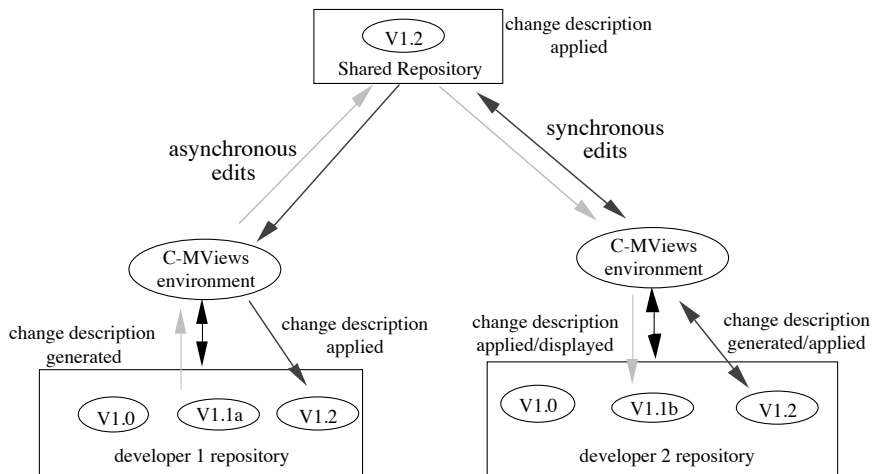 V1.2
Shared Repository
change description
applied
asynchronous
edits
synchronous
edits
C-MViews
environment
C-MViews
environment
change description
generated
change description
applied
change description
applied/displayed
change description
generated/applied
V1.0
V1.1a
V1.2
developer 1 repository
V1.0
V1.1b
V1.2
developer 2 repository